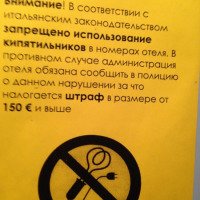 Внимание! В соответствии с
итальянским законодательством
запрещено использование
кипятильников в номерах отеля. В
противном случае администрация
отеля обязана сообщить в полицию
о данном нарушении за что
налогается штраф в размере от
150 € и выше